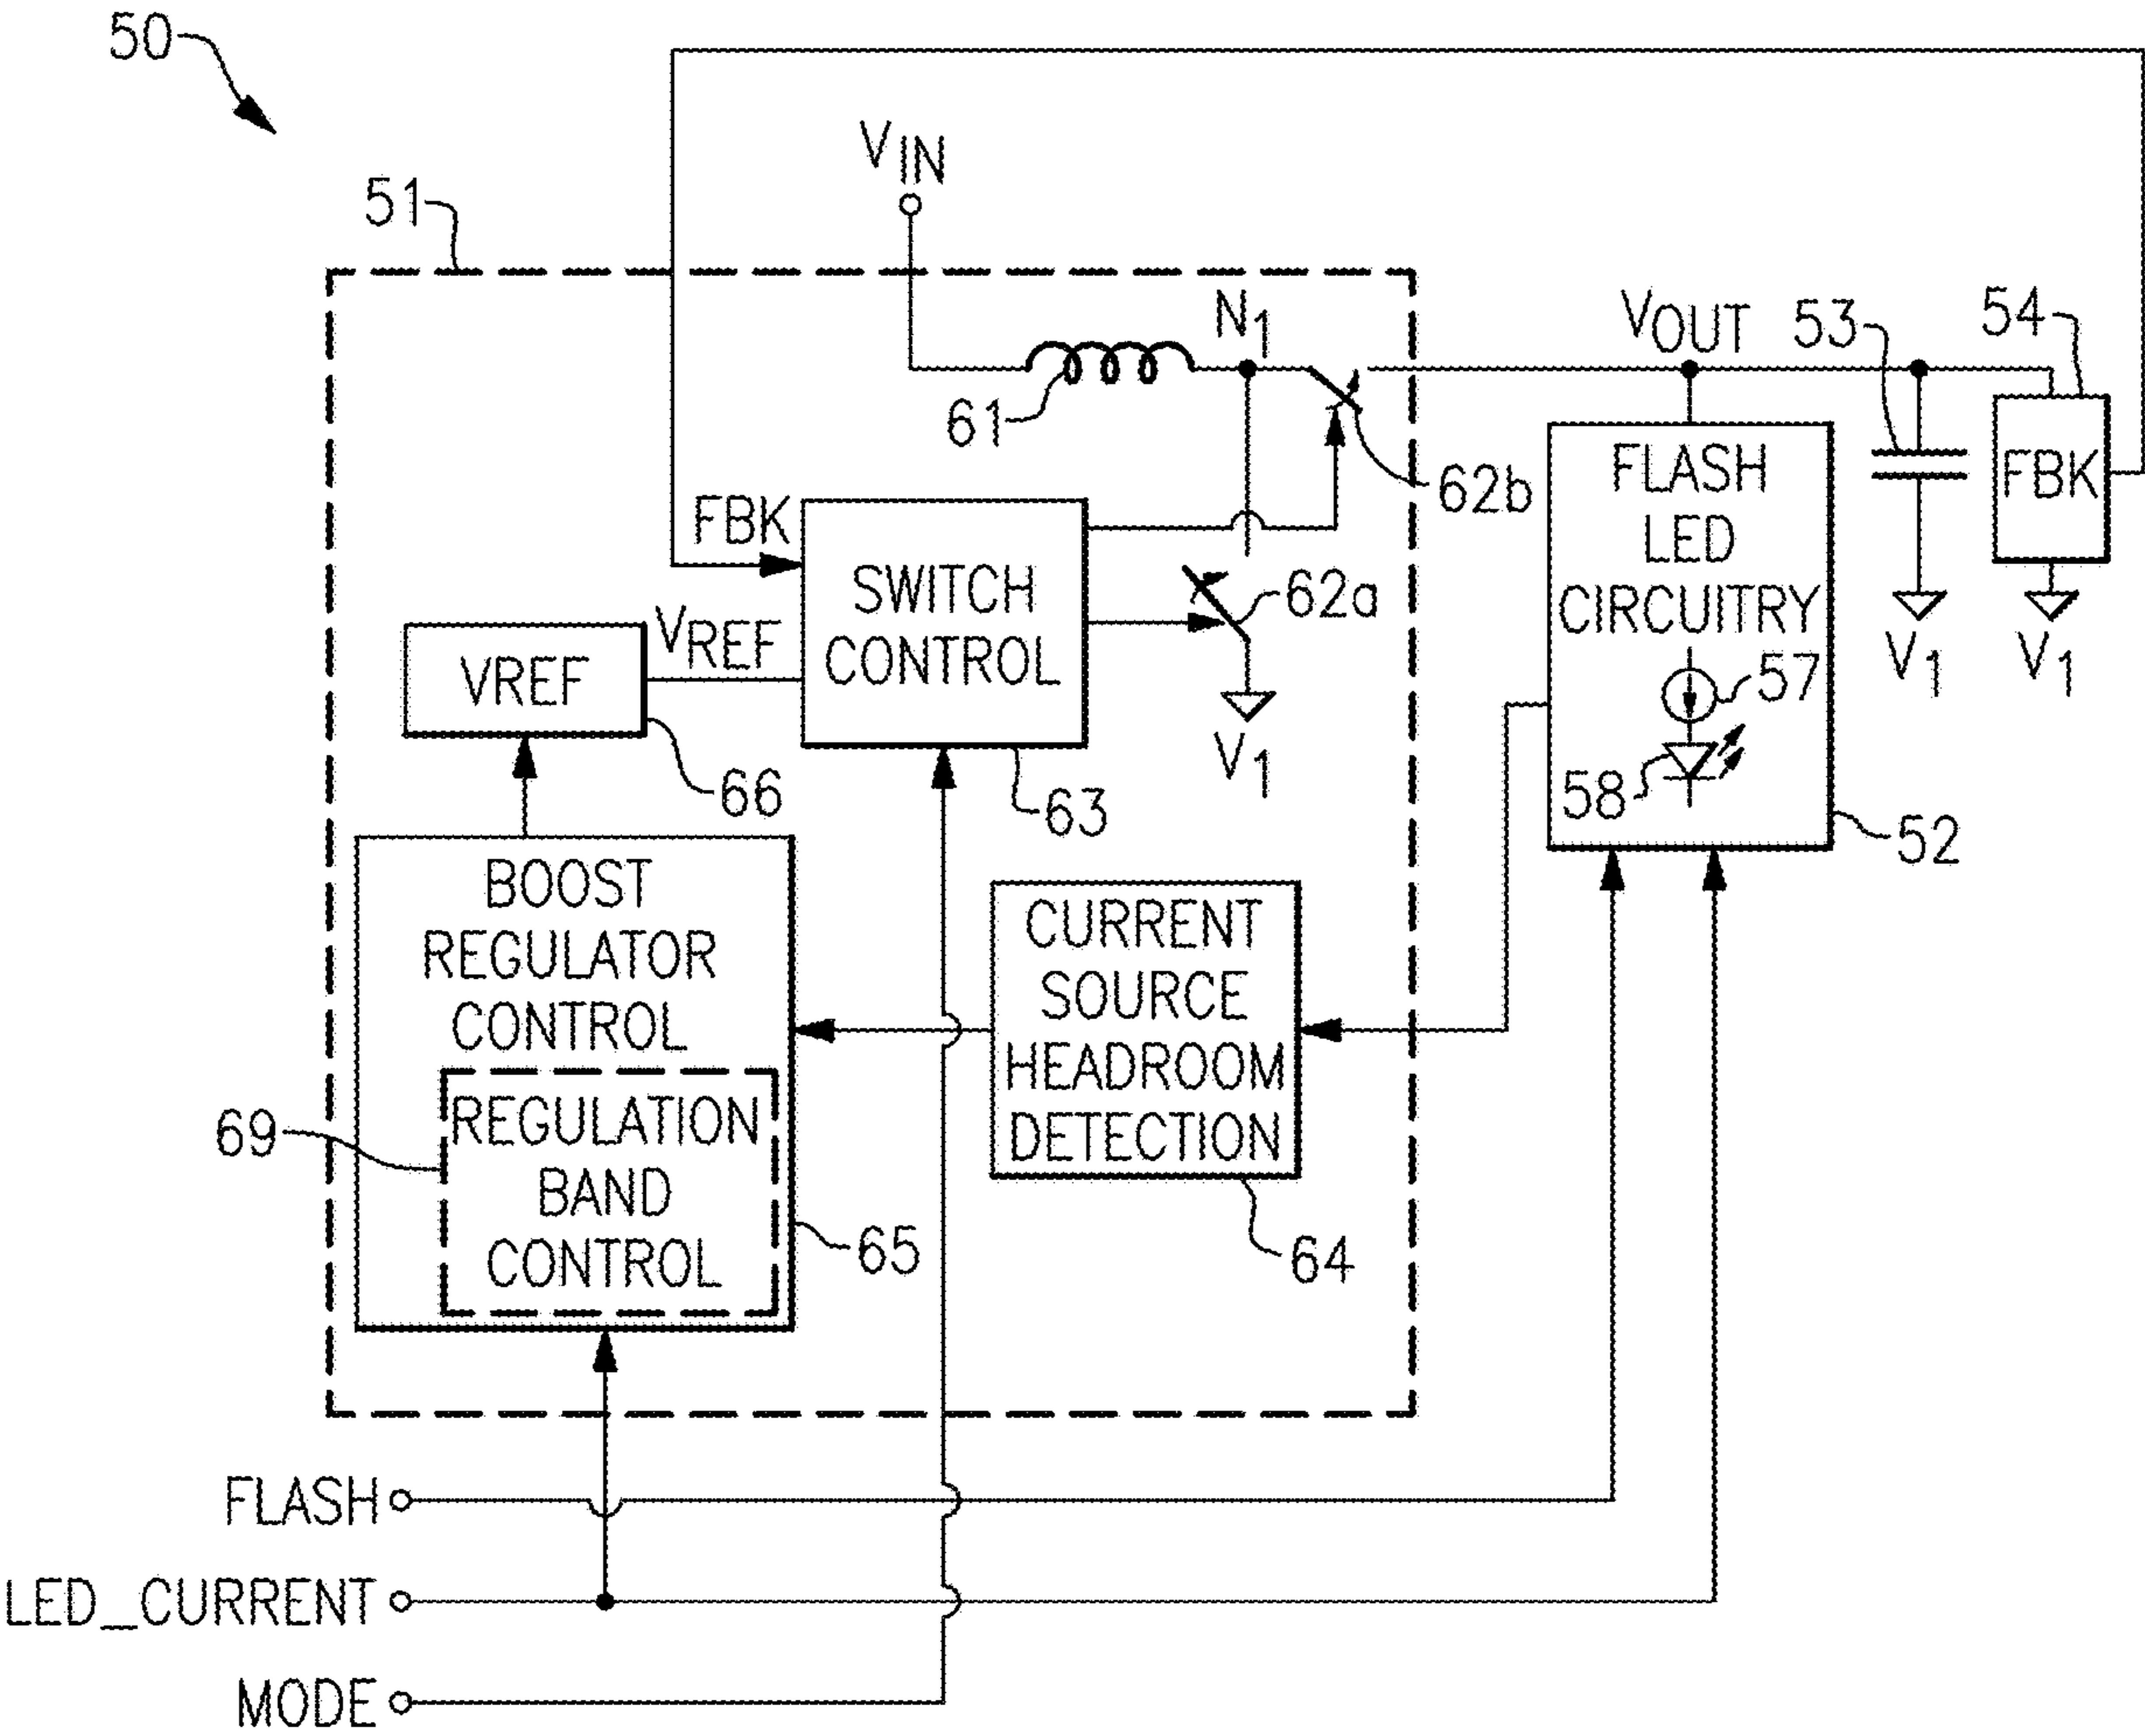 50
51
VIN
N1
VOUT
53
54
61
62b
FLASH
LED
CIRCUITRY
FBK
FBK
SWITCH
CONTROL
62a
VREF
VREF
57
58
V1
V1
V1
66
63
52
BOOST
REGULATOR
CONTROL
CURRENT
SOURCE
HEADROOM
DETECTION
69
REGULATION
BAND
CONTROL
65
64
FLASH
LED_CURRENT
MODE